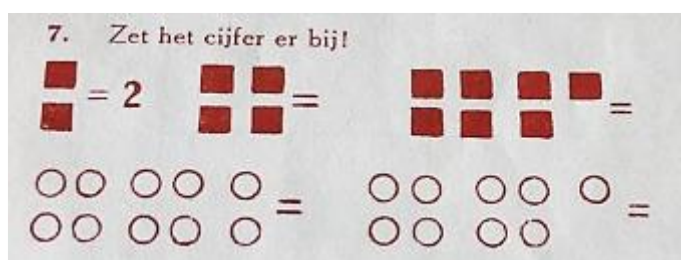 7. Zet het cijfer er bij!
= 2 = =
= =